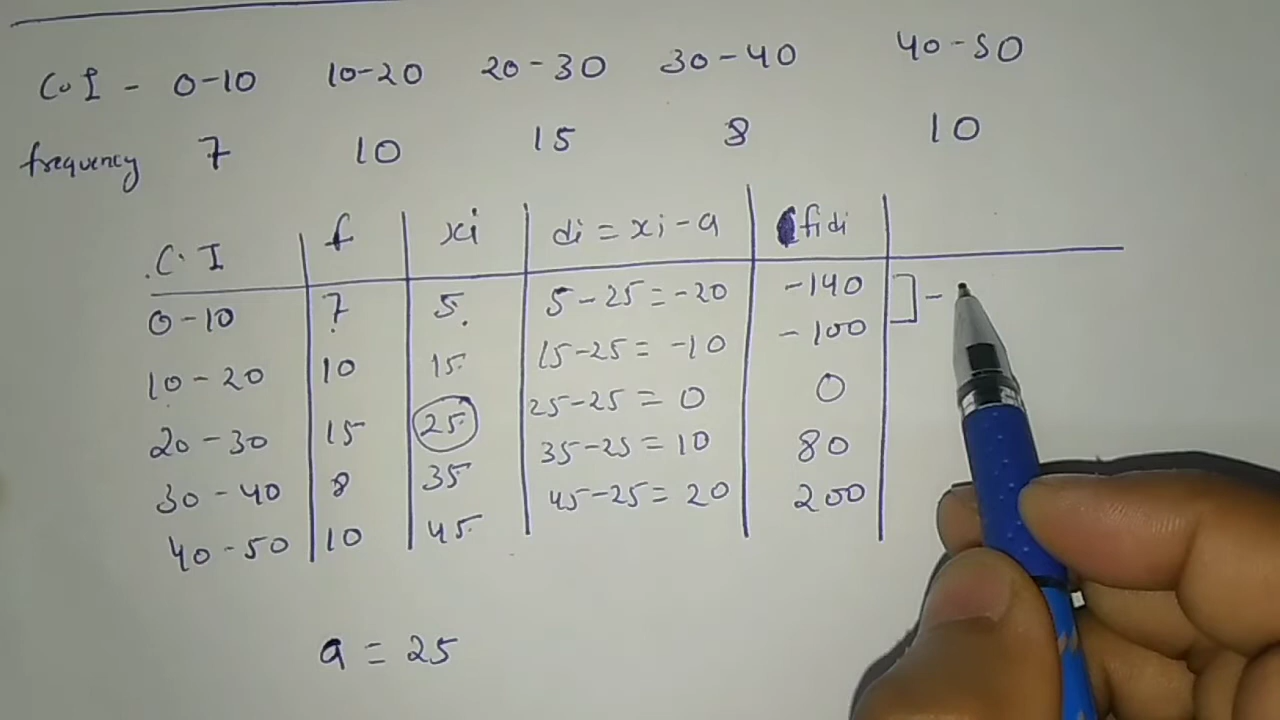 C.I - 0-10 10-20 20-30 30-40 40-50
frequency 7 10 15 8 10
C.I f xi di = xi - a fidi
0-10 7 5 5-25=-20 -140 ] -
10-20 10 15 15-25= -10 -100
20-30 15 25 25-25= 0 0
30-40 8 35 35-25= 10 80
40-50 10 45 45-25= 20 200
a = 25